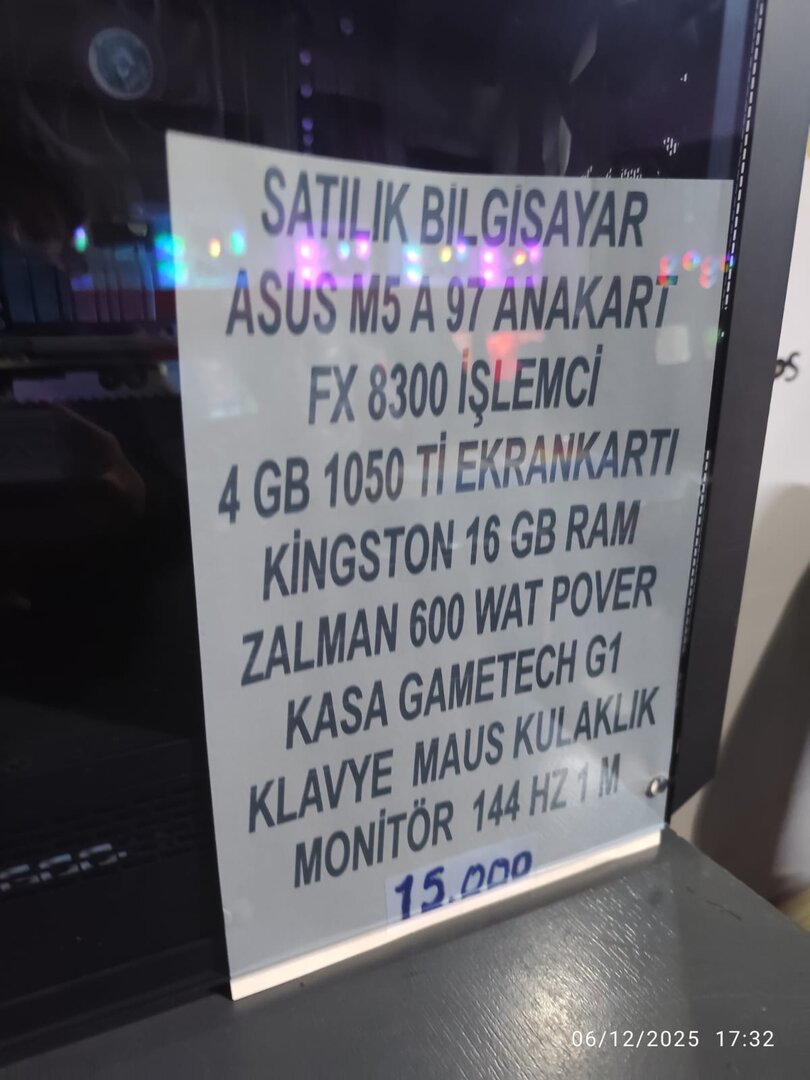 SATILIK BİLGİSAYAR
ASUS M5 A 97 ANAKART
FX 8300 İŞLEMCİ
4 GB 1050 Tİ EKRANKARTI
KİNGSTON 16 GB RAM
ZALMAN 600 WAT POVER
KASA GAMETECH G1
KLAVYE MAUS KULAKLIK
MONİTÖR 144 HZ 1 M
15.000
06/12/2025 17:32